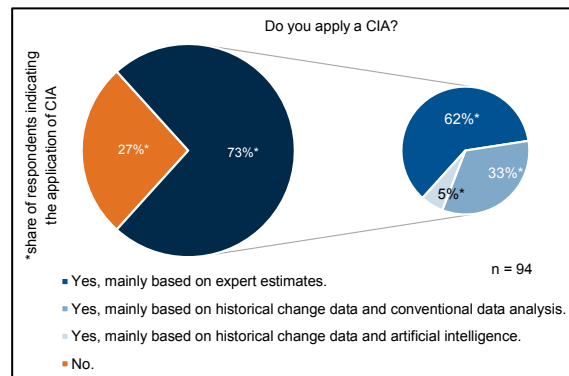 Do you apply a CIA?
*share of respondents indicating
the application of CIA
27%*
73%*
62%*
33%*
5%*
n = 94
Yes, mainly based on expert estimates.
Yes, mainly based on historical change data and conventional data analysis.
Yes, mainly based on historical change data and artificial intelligence.
No.